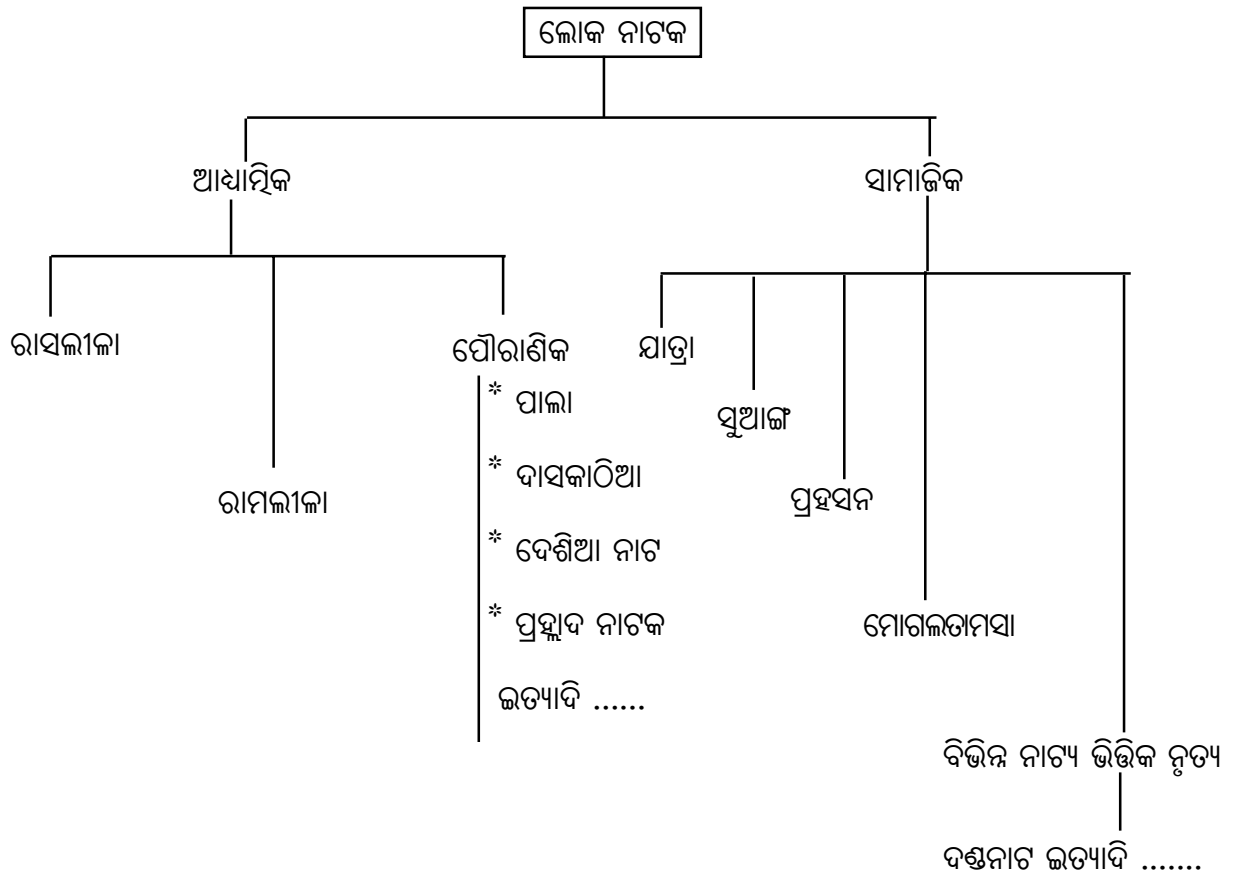 ଲୋକ ନାଟକ
ଆଧ୍ୟାତ୍ମିକ
ସାମାଜିକ
ରାସଲୀଳା
ରାମଲୀଳା
ପୌରାଣିକ
* ପାଲା
* ଦାସକାଠିଆ
* ଦେଶିଆ ନାଟ
* ପ୍ରହ୍ଲାଦ ନାଟକ
ଇତ୍ୟାଦି ......
ଯାତ୍ରା
ସୁଆଙ୍ଗ
ପ୍ରହସନ
ମୋଗଲତାମସା
ବିଭିନ୍ନ ନାଟ୍ୟ ଭିତ୍ତିକ ନୃତ୍ୟ
ଦଣ୍ଡନାଟ ଇତ୍ୟାଦି .......